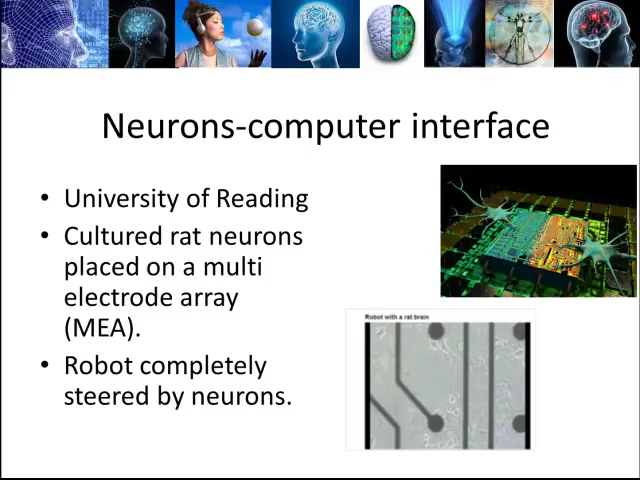 Neurons-computer interface
• University of Reading
• Cultured rat neurons
placed on a multi
electrode array
(MEA).
• Robot completely
steered by neurons.
Robot with a rat brain